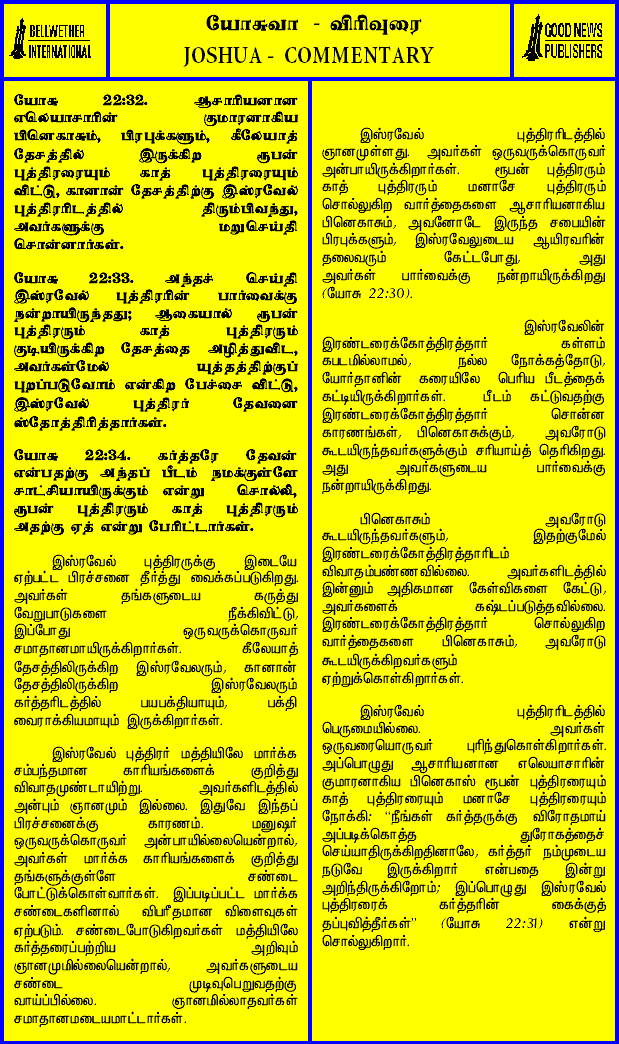 BELLWETHER
INTERNATIONAL
யோசுவா - விரிவுரை
JOSHUA - COMMENTARY
GOOD NEWS
PUBLISHERS
யோசு 22:32. ஆசாரியனான
எலெயாசாரின் குமாரனாகிய
பினெகாசும், பிரபுக்களும், கீலேயாத்
தேசத்தில் இருக்கிற ரூபன்
புத்திரரையும் காத் புத்திரரையும்
விட்டு, கானான் தேசத்திற்கு இஸ்ரவேல்
புத்திரரிடத்தில் திரும்பிவந்து,
அவர்களுக்கு மறுசெய்தி
சொன்னார்கள்.
யோசு 22:33. அந்தச் செய்தி
இஸ்ரவேல் புத்திரரின் பார்வைக்கு
நன்றாயிருந்தது; ஆகையால் ரூபன்
புத்திரரும் காத் புத்திரரும்
குடியிருக்கிற தேசத்தை அழித்துவிட,
அவர்கள்மேல் யுத்தத்திற்குப்
புறப்படுவோம் என்கிற பேச்சை விட்டு,
இஸ்ரவேல் புத்திரர் தேவனை
ஸ்தோத்திரித்தார்கள்.
யோசு 22:34. கர்த்தரே தேவன்
என்பதற்கு அந்தப் பீடம் நமக்குள்ளே
சாட்சியாயிருக்கும் என்று சொல்லி,
ரூபன் புத்திரரும் காத் புத்திரரும்
அதற்கு ஏத் என்று பேரிட்டார்கள்.
இஸ்ரவேல் புத்திரருக்கு இடையே
ஏற்பட்ட பிரச்சனை தீர்த்து வைக்கப்படுகிறது.
அவர்கள் தங்களுடைய கருத்து
வேறுபாடுகளை நீக்கிவிட்டு,
இப்போது ஒருவருக்கொருவர்
சமாதானமாயிருக்கிறார்கள். கீலேயாத்
தேசத்திலிருக்கிற இஸ்ரவேலரும், கானான்
தேசத்திலிருக்கிற இஸ்ரவேலரும்
கர்த்தரிடத்தில் பயபக்தியாயும், பக்தி
வைராக்கியமாயும் இருக்கிறார்கள்.
இஸ்ரவேல் புத்திரர் மத்தியிலே மார்க்க
சம்பந்தமான காரியங்களைக் குறித்து
விவாதமுண்டாயிற்று. அவர்களிடத்தில்
அன்பும் ஞானமும் இல்லை. இதுவே இந்தப்
பிரச்சனைக்கு காரணம். மனுஷர்
ஒருவருக்கொருவர் அன்பாயில்லையென்றால்,
அவர்கள் மார்க்க காரியங்களைக் குறித்து
தங்களுக்குள்ளே சண்டை
போட்டுக்கொள்வார்கள். இப்படிப்பட்ட மார்க்க
சண்டைகளினால் விபரீதமான விளைவுகள்
ஏற்படும். சண்டைபோடுகிறவர்கள் மத்தியிலே
கர்த்தரைப்பற்றிய அறிவும்
ஞானமுமில்லையென்றால், அவர்களுடைய
சண்டை முடிவுபெறுவதற்கு
வாய்ப்பில்லை. ஞானமில்லாதவர்கள்
சமாதானமடையமாட்டார்கள்.
இஸ்ரவேல் புத்திரரிடத்தில்
ஞானமுள்ளது. அவர்கள் ஒருவருக்கொருவர்
அன்பாயிருக்கிறார்கள். ரூபன் புத்திரரும்
காத் புத்திரரும் மனாசே புத்திரரும்
சொல்லுகிற வார்த்தைகளை ஆசாரியனாகிய
பினெகாசும், அவனோடே இருந்த சபையின்
பிரபுக்களும், இஸ்ரவேலுடைய ஆயிரவரின்
தலைவரும் கேட்டபோது, அது
அவர்கள் பார்வைக்கு நன்றாயிருக்கிறது
(யோசு 22:30).
இஸ்ரவேலின்
இரண்டரைக்கோத்திரத்தார் கள்ளம்
கபடமில்லாமல், நல்ல நோக்கத்தோடு,
யோர்தானின் கரையிலே பெரிய பீடத்தைக்
கட்டியிருக்கிறார்கள். பீடம் கட்டுவதற்கு
இரண்டரைக்கோத்திரத்தார் சொன்ன
காரணங்கள், பினெகாசுக்கும், அவரோடு
கூடயிருந்தவர்களுக்கும் சரியாய்த் தெரிகிறது.
அது அவர்களுடைய பார்வைக்கு
நன்றாயிருக்கிறது.
பினெகாசும் அவரோடு
கூடயிருந்தவர்களும், இதற்குமேல்
இரண்டரைக்கோத்திரத்தாரிடம்
விவாதம்பண்ணவில்லை. அவர்களிடத்தில்
இன்னும் அதிகமான கேள்விகளை கேட்டு,
அவர்களைக் கஷ்டப்படுத்தவில்லை.
இரண்டரைக்கோத்திரத்தார் சொல்லுகிற
வார்த்தைகளை பினெகாசும், அவரோடு
கூடயிருக்கிறவர்களும்
ஏற்றுக்கொள்கிறார்கள்.
இஸ்ரவேல் புத்திரரிடத்தில்
பெருமையில்லை. அவர்கள்
ஒருவரையொருவர் புரிந்துகொள்கிறார்கள்.
அப்பொழுது ஆசாரியனான எலெயாசாரின்
குமாரனாகிய பினெகாஸ் ரூபன் புத்திரரையும்
காத் புத்திரரையும் மனாசே புத்திரரையும்
நோக்கி: "நீங்கள் கர்த்தருக்கு விரோதமாய்
அப்படிக்கொத்த துரோகத்தைச்
செய்யாதிருக்கிறதினாலே, கர்த்தர் நம்முடைய
நடுவே இருக்கிறார் என்பதை இன்று
அறிந்திருக்கிறோம்; இப்பொழுது இஸ்ரவேல்
புத்திரரைக் கர்த்தரின் கைக்குத்
தப்புவித்தீர்கள்" (யோசு 22:31) என்று
சொல்லுகிறார்.